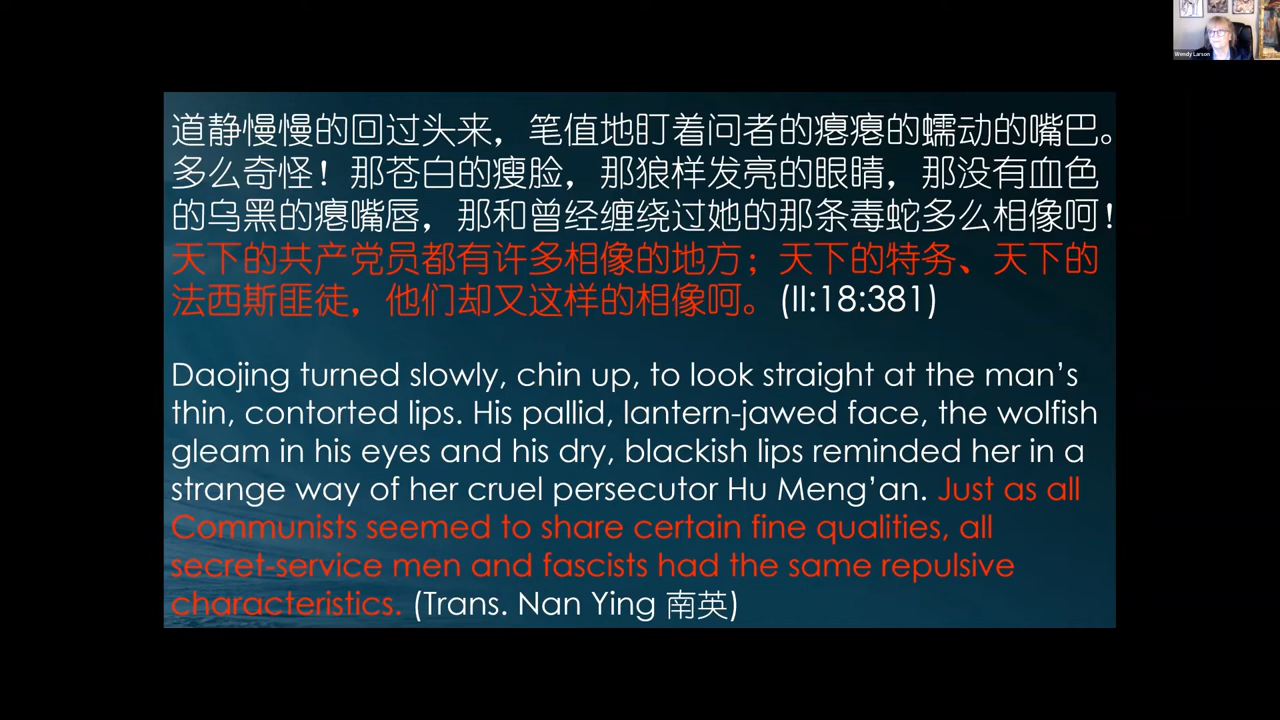 Wendy Larson
道静慢慢的回过头来，笔值地盯着问者的瘪瘪的蠕动的嘴巴。
多么奇怪！那苍白的瘦脸，那狼样发亮的眼睛，那没有血色
的乌黑的瘪嘴唇，那和曾经缠绕过她的那条毒蛇多么相像呵！
天下的共产党员都有许多相像的地方；天下的特务、天下的
法西斯匪徒，他们却又这样的相像呵。(II:18:381)
Daojing turned slowly, chin up, to look straight at the man’s
thin, contorted lips. His pallid, lantern-jawed face, the wolfish
gleam in his eyes and his dry, blackish lips reminded her in a
strange way of her cruel persecutor Hu Meng’an. Just as all
Communists seemed to share certain fine qualities, all
secret-service men and fascists had the same repulsive
characteristics. (Trans. Nan Ying 南英)